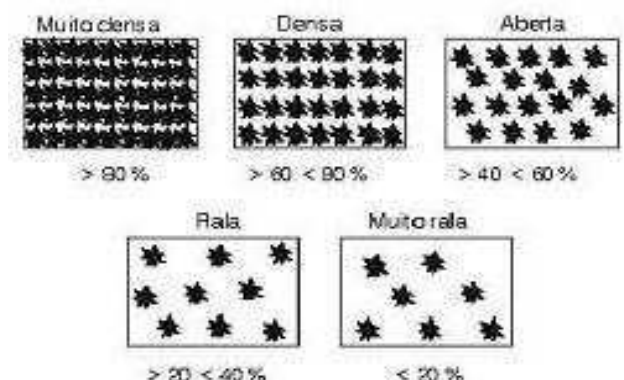 Muito densa Densa Aberta
> 80 % > 60 < 80 % > 40 < 60 %
Rala Muito rala
> 20 < 40 % < 20 %